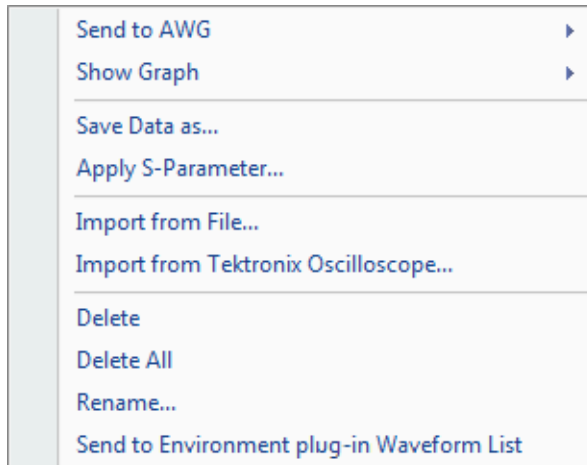 Send to AWG
Show Graph
Save Data as...
Apply S-Parameter...
Import from File...
Import from Tektronix Oscilloscope...
Delete
Delete All
Rename...
Send to Environment plug-in Waveform List